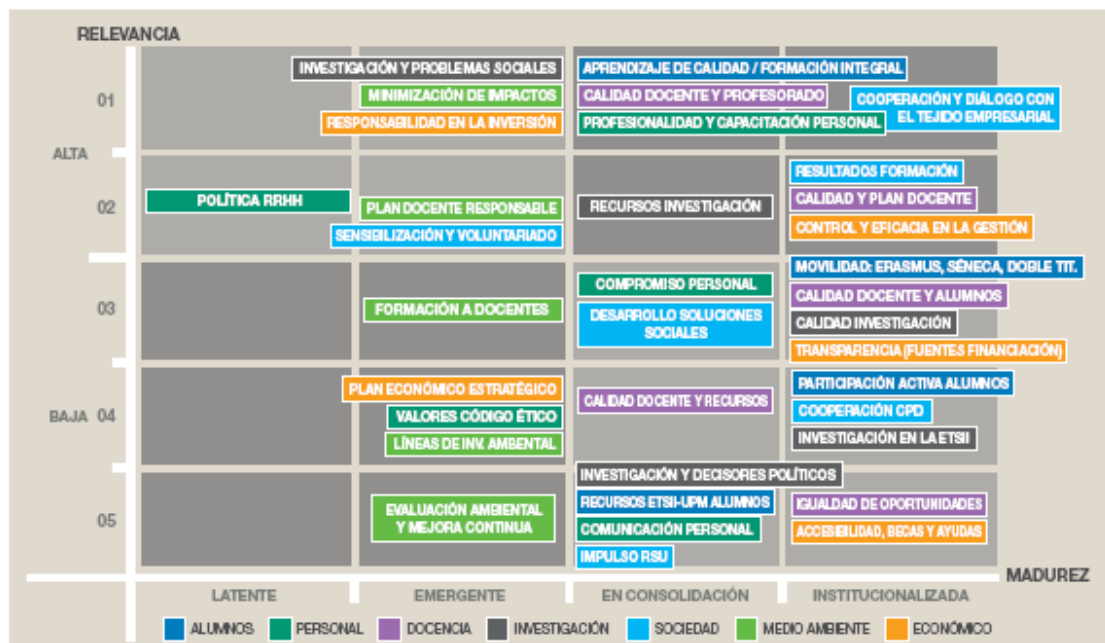 RELEVANCIA
INVESTIGACIÓN Y PROBLEMAS SOCIALES
APRENDIZAJE DE CALIDAD / FORMACIÓN INTEGRAL
01
MINIMIZACIÓN DE IMPACTOS
CALIDAD DOCENTE Y PROFESORADO
COOPERACIÓN Y DIÁLOGO CON
EL TEJIDO EMPRESARIAL
RESPONSABILIDAD EN LA INVERSIÓN
PROFESIONALIDAD Y CAPACITACIÓN PERSONAL
ALTA
02
POLÍTICA RRHH
PLAN DOCENTE RESPONSABLE
SENSIBILIZACIÓN Y VOLUNTARIADO
RECURSOS INVESTIGACIÓN
RESULTADOS FORMACIÓN
CALIDAD Y PLAN DOCENTE
CONTROL Y EFICACIA EN LA GESTIÓN
03
FORMACIÓN A DOCENTES
COMPROMISO PERSONAL
DESARROLLO SOLUCIONES
SOCIALES
MOVILIDAD: ERASMUS, SÉNECA, DOBLE TIT.
CALIDAD DOCENTE Y ALUMNOS
CALIDAD INVESTIGACIÓN
TRANSPARENCIA (FUENTES FINANCIACIÓN)
BAJA 04
PLAN ECONÓMICO ESTRATÉGICO
VALORES CÓDIGO ÉTICO
LÍNEAS DE INV. AMBIENTAL
CALIDAD DOCENTE Y RECURSOS
PARTICIPACIÓN ACTIVA ALUMNOS
COOPERACIÓN CPD
INVESTIGACIÓN EN LA ETSII
05
EVALUACIÓN AMBIENTAL
Y MEJORA CONTINUA
INVESTIGACIÓN Y DECISORES POLÍTICOS
RECURSOS ETSII-UPM ALUMNOS
COMUNICACIÓN PERSONAL
IMPULSO RSU
IGUALDAD DE OPORTUNIDADES
ACCESIBILIDAD, BECAS Y AYUDAS
MADUREZ
LATENTE
EMERGENTE
EN CONSOLIDACIÓN
INSTITUCIONALIZADA
ALUMNOS
PERSONAL
DOCENCIA
INVESTIGACIÓN
SOCIEDAD
MEDIO AMBIENTE
ECONÓMICO